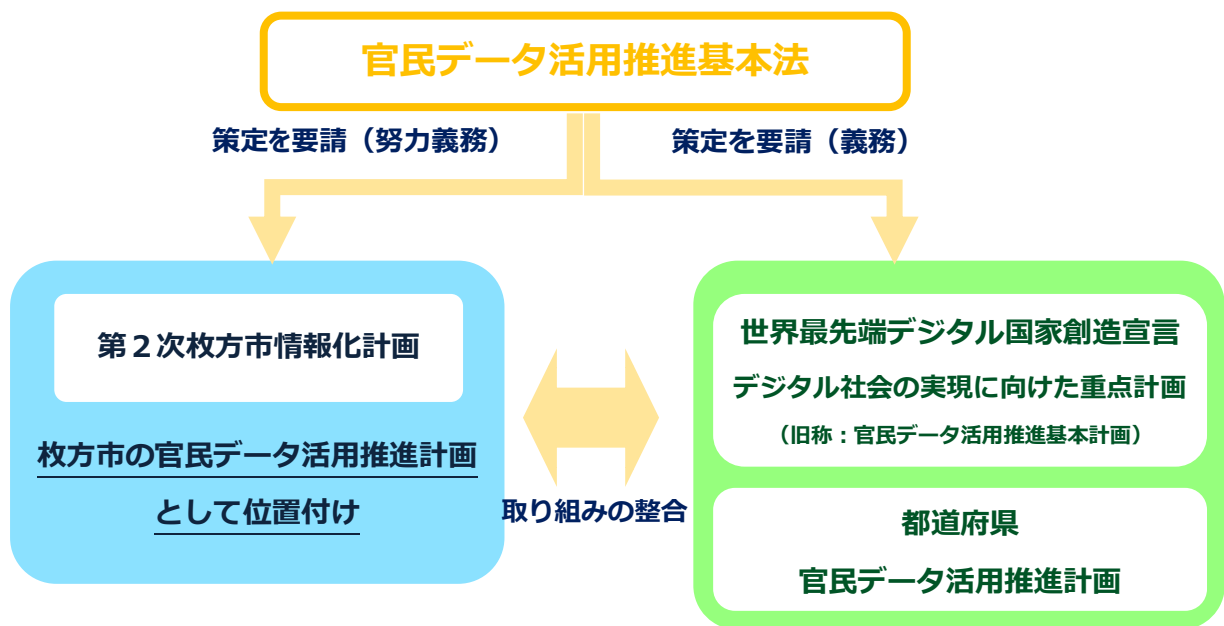 官民データ活用推進基本法
策定を要請（努力義務）
策定を要請（義務）
第２次枚方市情報化計画
枚方市の官民データ活用推進計画
として位置付け
取り組みの整合
世界最先端デジタル国家創造宣言
デジタル社会の実現に向けた重点計画
（旧称：官民データ活用推進基本計画）
都道府県
官民データ活用推進計画